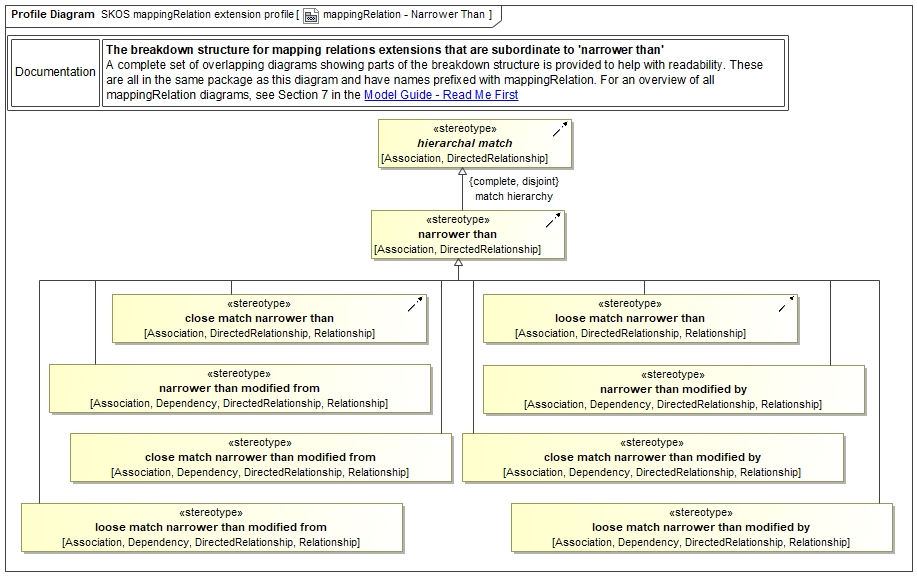 Profile Diagram SKOS mappingRelation extension profile [ mappingRelation - Narrower Than ]
Documentation
The breakdown structure for mapping relations extensions that are subordinate to 'narrower than'
A complete set of overlapping diagrams showing parts of the breakdown structure is provided to help with readability. These
are all in the same package as this diagram and have names prefixed with mappingRelation. For an overview of all
mappingRelation diagrams, see Section 7 in the Model Guide - Read Me First
«stereotype»
hierarchal match
[Association, DirectedRelationship]
{complete, disjoint}
match hierarchy
«stereotype»
narrower than
[Association, DirectedRelationship]
«stereotype»
close match narrower than
[Association, DirectedRelationship, Relationship]
«stereotype»
loose match narrower than
[Association, DirectedRelationship, Relationship]
«stereotype»
narrower than modified from
[Association, Dependency, DirectedRelationship, Relationship]
«stereotype»
narrower than modified by
[Association, Dependency, DirectedRelationship, Relationship]
«stereotype»
close match narrower than modified from
[Association, Dependency, DirectedRelationship, Relationship]
«stereotype»
close match narrower than modified by
[Association, Dependency, DirectedRelationship, Relationship]
«stereotype»
loose match narrower than modified from
[Association, Dependency, DirectedRelationship, Relationship]
«stereotype»
loose match narrower than modified by
[Association, Dependency, DirectedRelationship, Relationship]